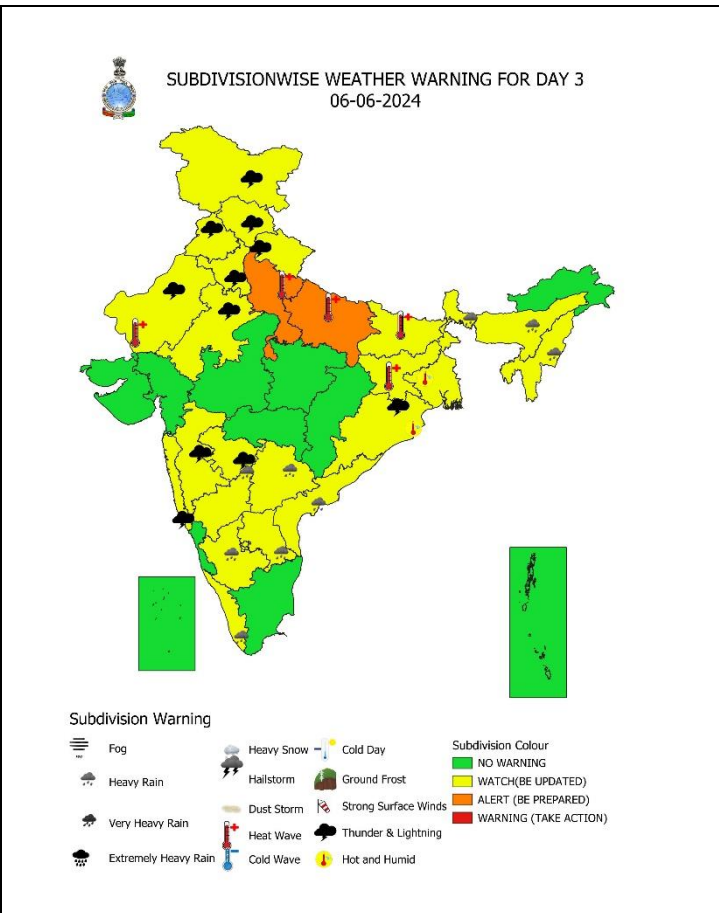 SUBDIVISIONWISE WEATHER WARNING FOR DAY 3
06-06-2024
Subdivision Warning
Fog
Heavy Rain
Very Heavy Rain
Extremely Heavy Rain
Heavy Snow
Hailstorm
Dust Storm
Heat Wave
Cold Wave
Cold Day
Ground Frost
Strong Surface Winds
Thunder & Lightning
Hot and Humid
Subdivision Colour
NO WARNING
WATCH(BE UPDATED)
ALERT (BE PREPARED)
WARNING (TAKE ACTION)